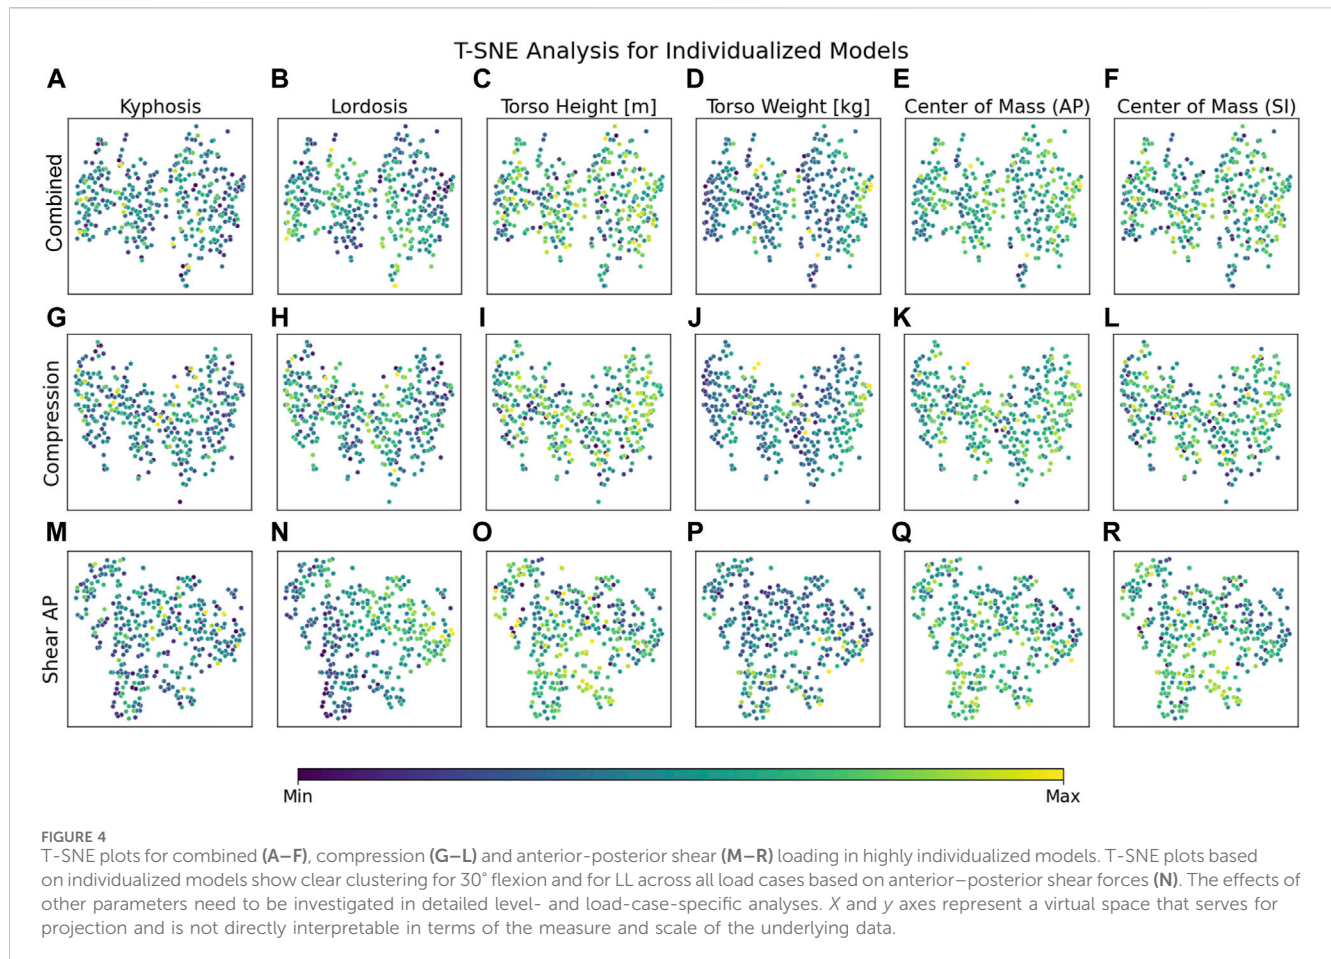 T-SNE Analysis for Individualized Models
A B C D E F
Kyphosis Lordosis Torso Height [m] Torso Weight [kg] Center of Mass (AP) Center of Mass (SI)
Combined
G H I J K L
Compression
M N O P Q R
Shear AP
Min Max
FIGURE 4
T-SNE plots for combined (A–F), compression (G–L) and anterior-posterior shear (M–R) loading in highly individualized models. T-SNE plots based
on individualized models show clear clustering for 30° flexion and for LL across all load cases based on anterior–posterior shear forces (N). The effects of
other parameters need to be investigated in detailed level- and load-case-specific analyses. X and y axes represent a virtual space that serves for
projection and is not directly interpretable in terms of the measure and scale of the underlying data.